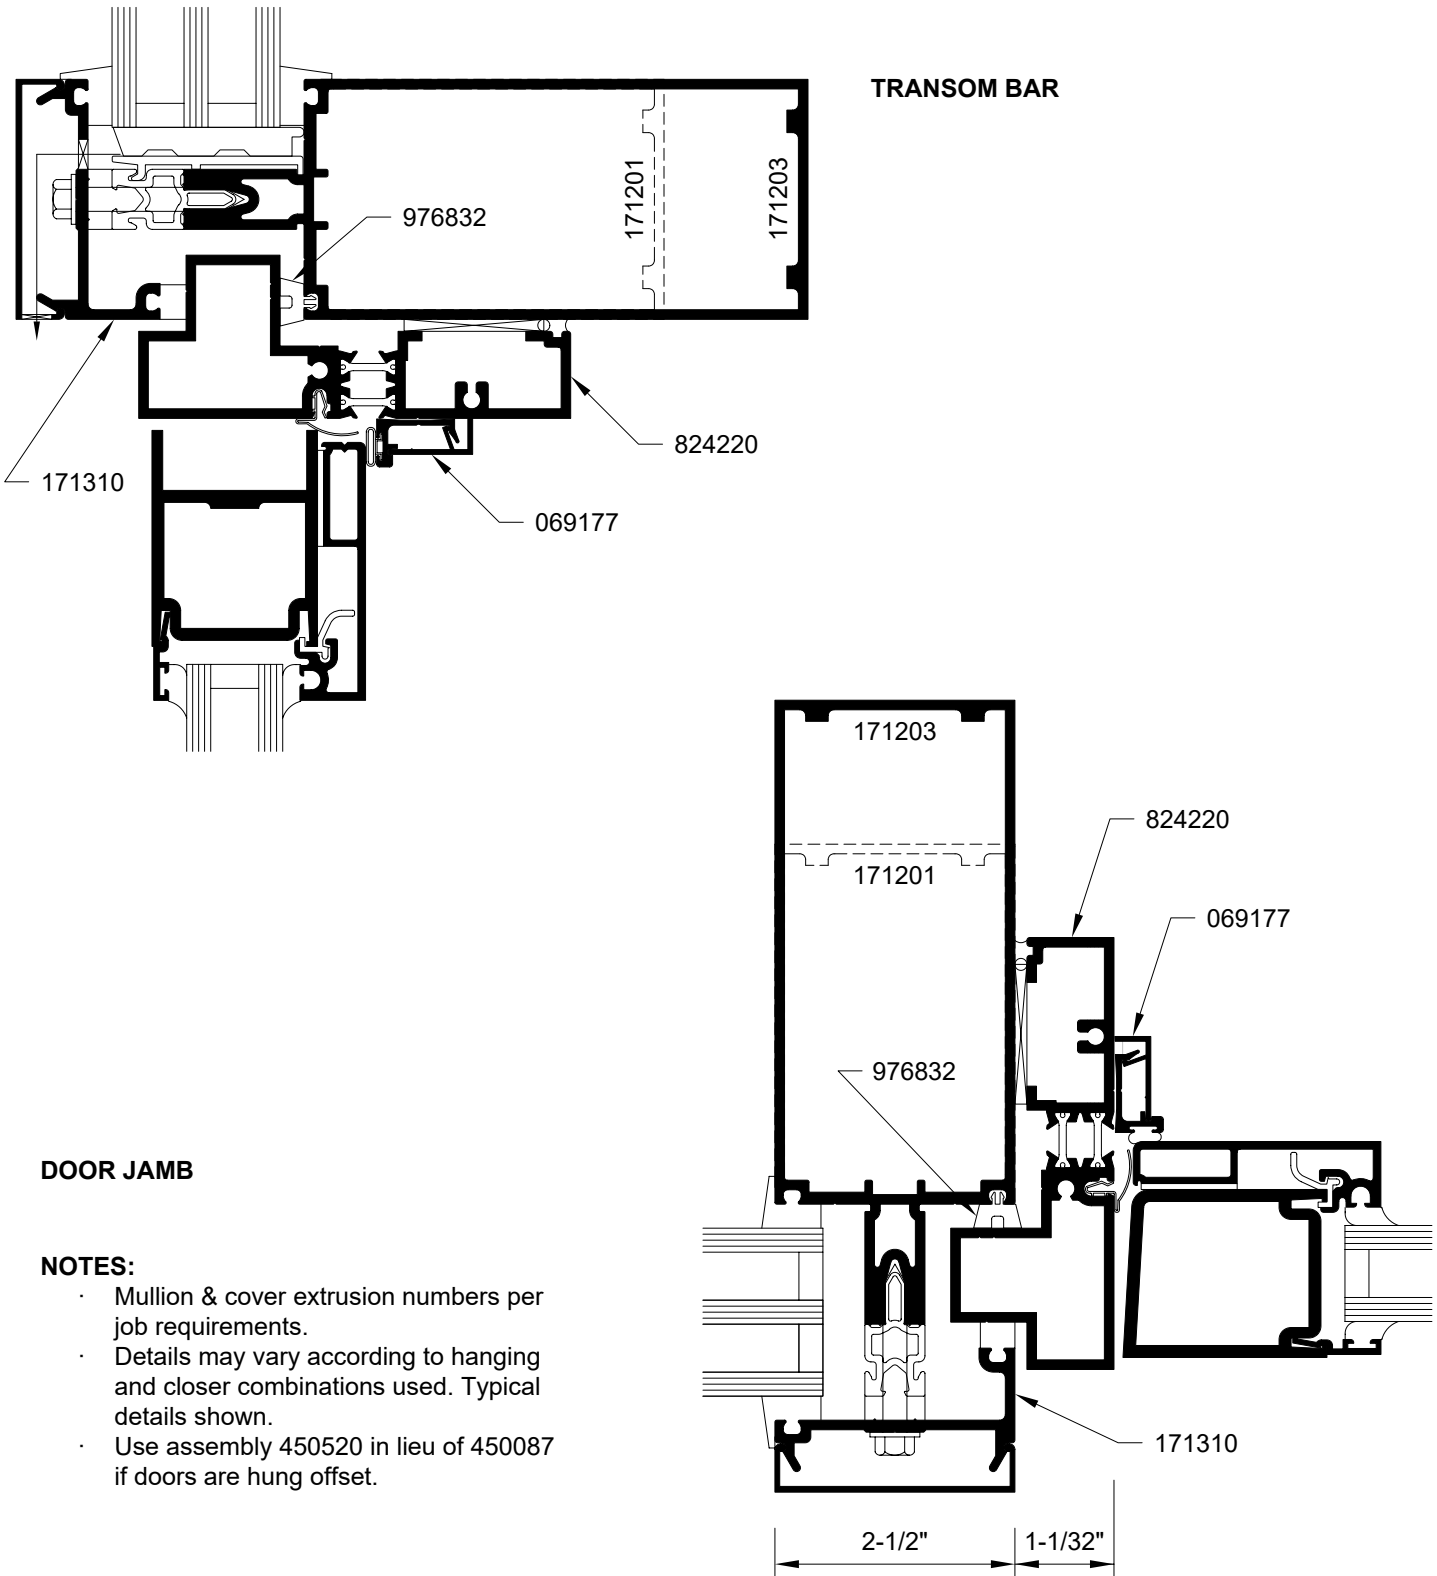 TRANSOM BAR
171201
171203
976832
824220
171310
069177
171203
824220
171201
069177
976832
DOOR JAMB
NOTES:
· Mullion & cover extrusion numbers per
job requirements.
· Details may vary according to hanging
and closer combinations used. Typical
details shown.
· Use assembly 450520 in lieu of 450087
if doors are hung offset.
171310
2-1/2" 1-1/32"